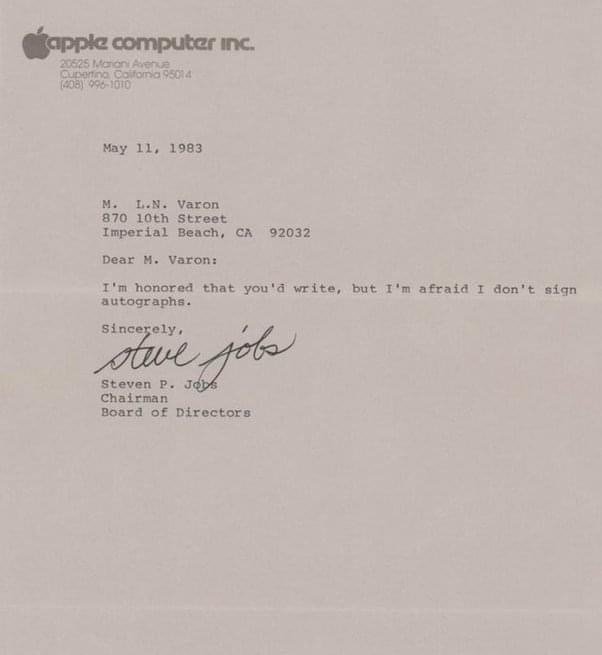 apple computer inc.
20525 Mariani Avenue
Cupertino, California 95014
(408) 996-1010
May 11, 1983
M. L.N. Varon
870 10th Street
Imperial Beach, CA 92032
Dear M. Varon:
I'm honored that you'd write, but I'm afraid I don't sign
autographs.
Sincerely,
steve jobs
Steven P. Jobs
Chairman
Board of Directors